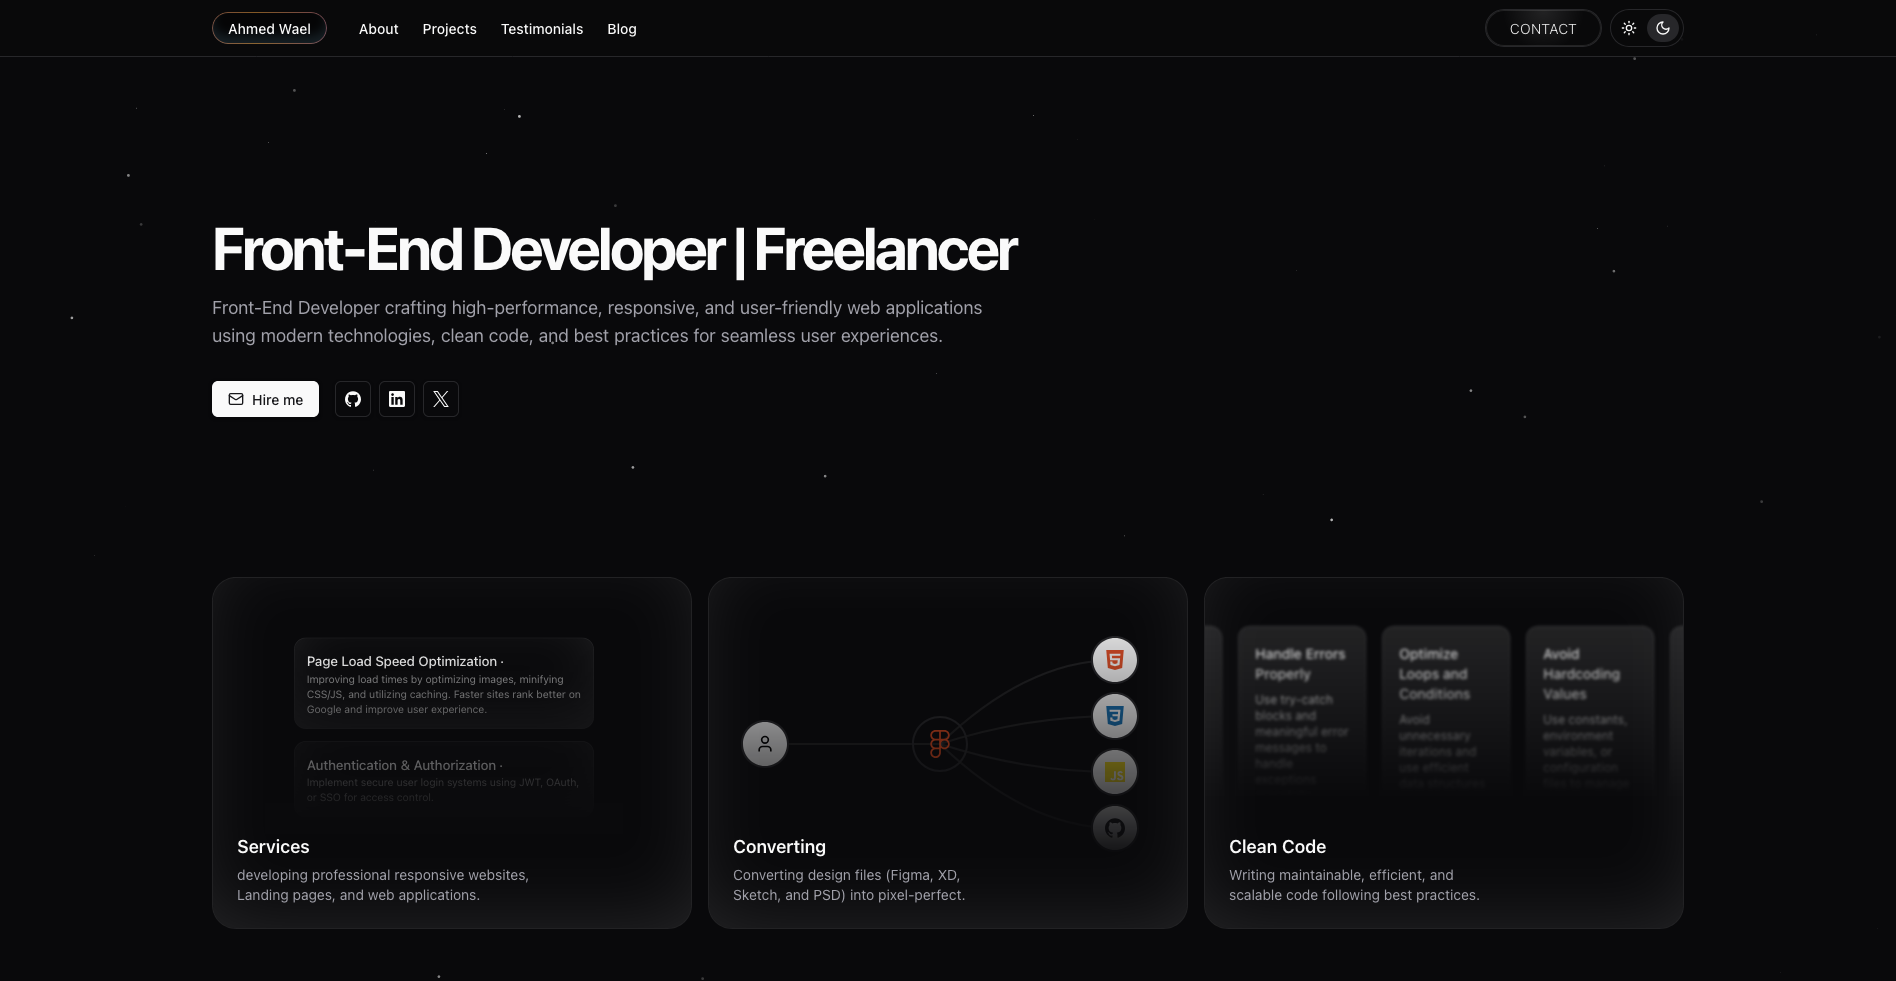 Ahmed Wael
About
Projects
Testimonials
Blog
CONTACT
Front-End Developer | Freelancer
Front-End Developer crafting high-performance, responsive, and user-friendly web applications
using modern technologies, clean code, and best practices for seamless user experiences.
Hire me
Page Load Speed Optimization ·
Improving load times by optimizing images, minifying
CSS/JS, and utilizing caching. Faster sites rank better on
Google and improve user experience.
Authentication & Authorization ·
Implement secure user login systems using JWT, OAuth,
or SSO for access control.
Services
developing professional responsive websites,
Landing pages, and web applications.
JS
Converting
Converting design files (Figma, XD,
Sketch, and PSD) into pixel-perfect.
Handle Errors
Properly
Use try-catch
blocks and
meaningful error
messages to
handle
exceptions
Optimize
Loops and
Conditions
Avoid
unnecessary
iterations and
use efficient
Avoid
Hardcoding
Values
Use constants,
environment
variables, or
configuration
Clean Code
Writing maintainable, efficient, and
scalable code following best practices.